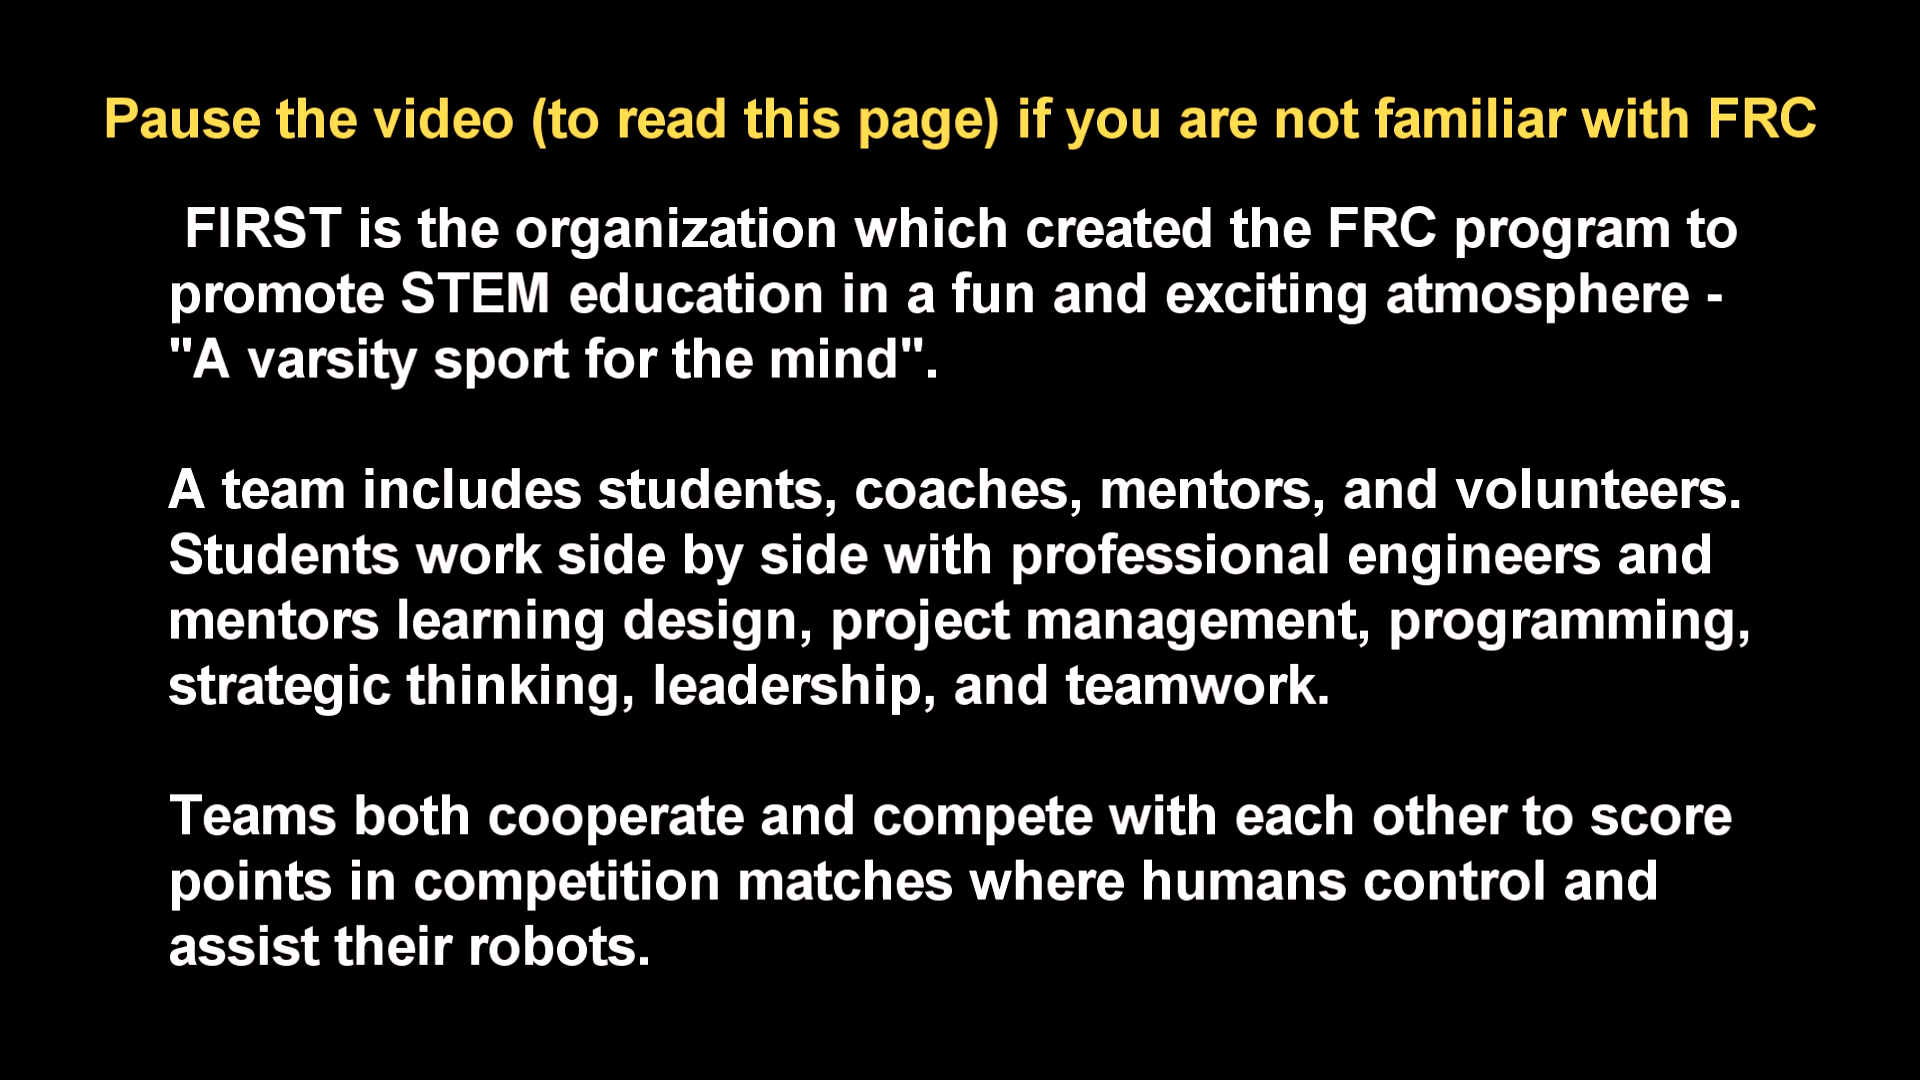 Pause the video (to read this page) if you are not familiar with FRC
FIRST is the organization which created the FRC program to
promote STEM education in a fun and exciting atmosphere -
"A varsity sport for the mind".
A team includes students, coaches, mentors, and volunteers.
Students work side by side with professional engineers and
mentors learning design, project management, programming,
strategic thinking, leadership, and teamwork.
Teams both cooperate and compete with each other to score
points in competition matches where humans control and
assist their robots.